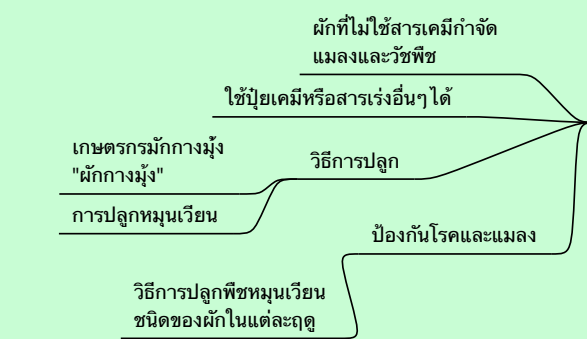 ผักที่ไม่ใช้สารเคมีกำจัด
แมลงและวัชพืช
ใช้ปุ๋ยเคมีหรือสารเร่งอื่นๆ ได้
วิธีการปลูก
เกษตรกรมักกางมุ้ง
"ผักกางมุ้ง"
การปลูกหมุนเวียน
ป้องกันโรคและแมลง
วิธีการปลูกพืชหมุนเวียน
ชนิดของผักในแต่ละฤดู